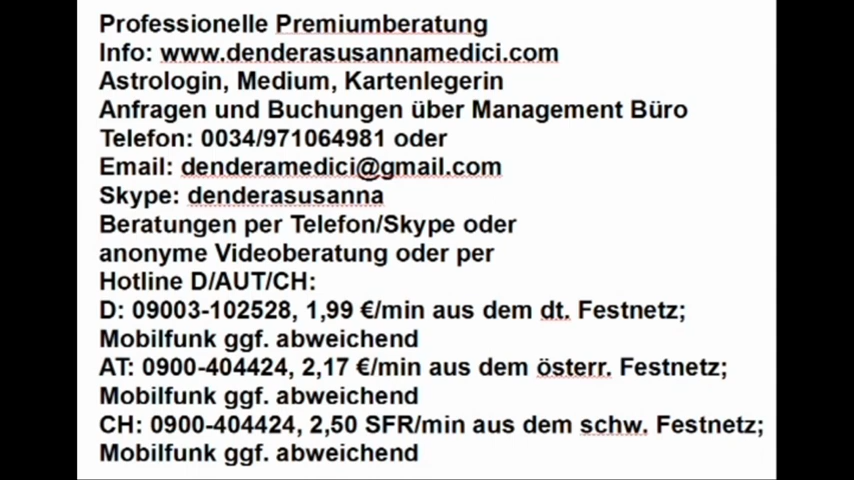 Professionelle Premiumberatung
Info: www.denderasusannamedici.com
Astrologin, Medium, Kartenlegerin
Anfragen und Buchungen über Management Büro
Telefon: 0034/971064981 oder
Email: denderamedici@gmail.com
Skype: denderasusanna
Beratungen per Telefon/Skype oder
anonyme Videoberatung oder per
Hotline D/AUT/CH:
D: 09003-102528, 1,99 €/min aus dem dt. Festnetz;
Mobilfunk ggf. abweichend
AT: 0900-404424, 2,17 €/min aus dem österr. Festnetz;
Mobilfunk ggf. abweichend
CH: 0900-404424, 2,50 SFR/min aus dem schw. Festnetz;
Mobilfunk ggf. abweichend